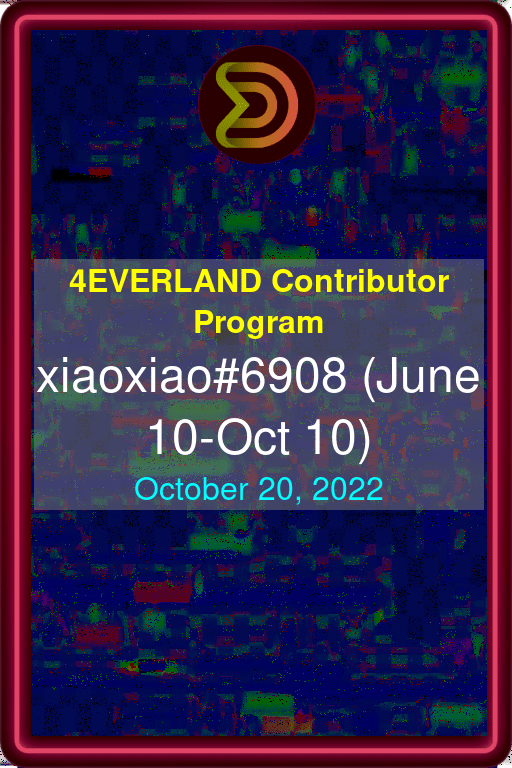 4EVERLAND Contributor
Program
xiaoxiao#6908 (June
10-Oct 10)
October 20, 2022